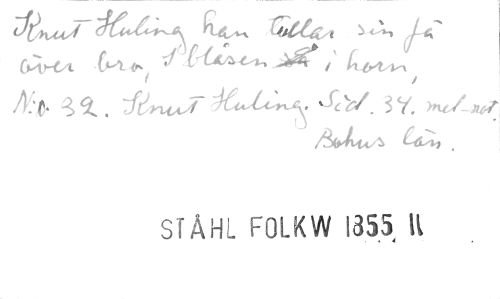 Knut Huling han tullar sin fä
över bro, I blåsen i horn,
N:o 32. Knut Huling. Sid. 34. mel-not.
Bohus län.
STÅHL FOLKW 1855 II